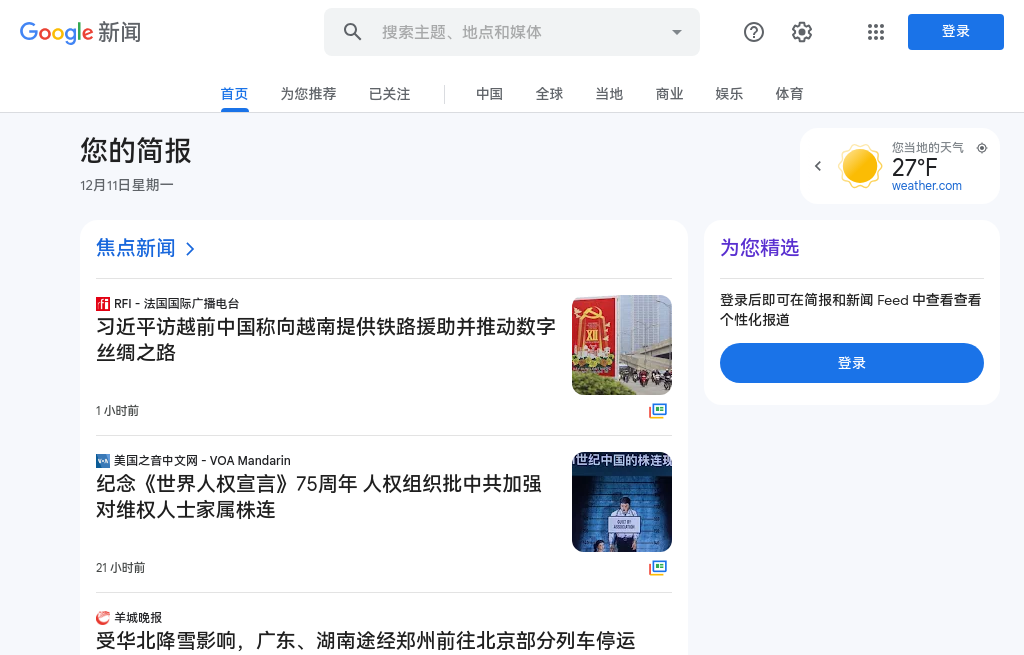 Google 新闻
搜索主题、地点和媒体
登录
首页
为您推荐
已关注
中国
全球
当地
商业
娱乐
体育
您的简报
12月11日星期一
您当地的天气
27°F
weather.com
焦点新闻
RFI - 法国国际广播电台
习近平访越前中国称向越南提供铁路援助并推动数字
丝绸之路
XIII
1 小时前
美国之音中文网 - VOA Mandarin
纪念《世界人权宣言》75周年 人权组织批中共加强
对维权人士家属株连
世纪中国的株连现
GUILT BY
ASSOCIATION
21 小时前
羊城晚报
受华北降雪影响，广东、湖南途经郑州前往北京部分列车停运
为您精选
登录后即可在简报和新闻 Feed 中查看查看
个性化报道
登录